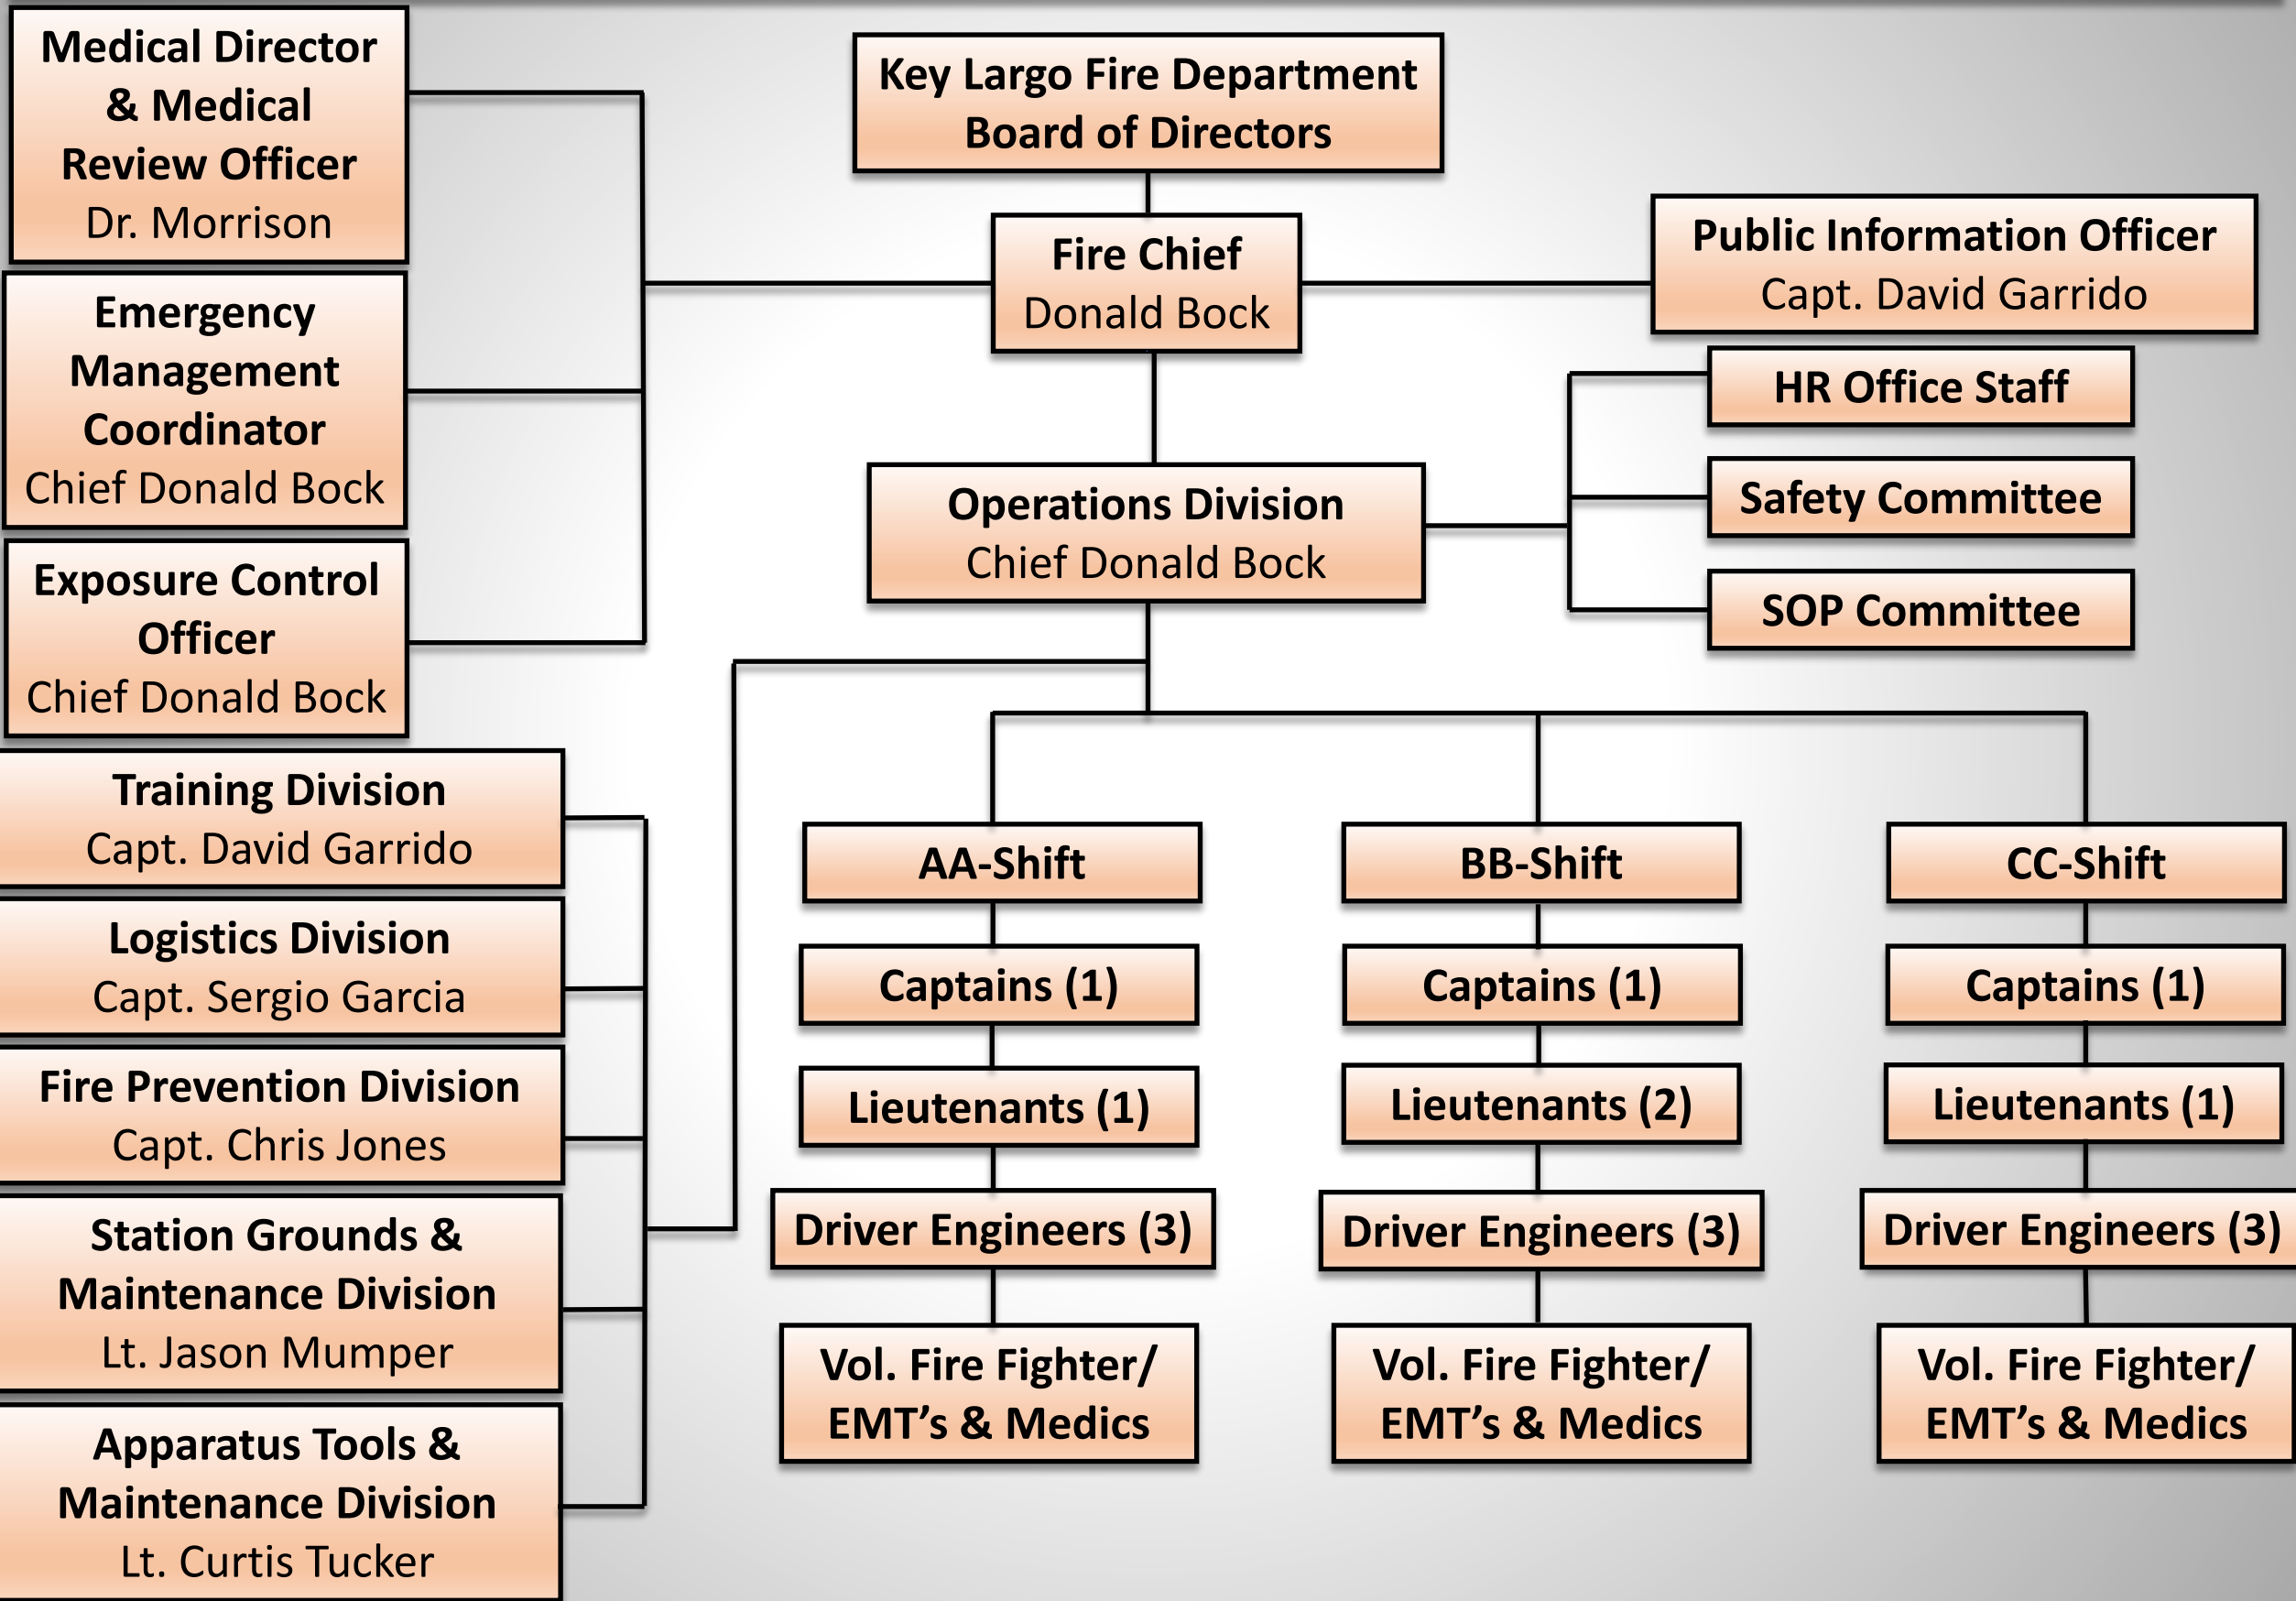 Medical Director
& Medical
Review Officer
Dr. Morrison
Key Largo Fire Department
Board of Directors
Fire Chief
Donald Bock
Public Information Officer
Capt. David Garrido
Emergency
Management
Coordinator
Chief Donald Bock
HR Office Staff
Safety Committee
SOP Committee
Operations Division
Chief Donald Bock
Exposure Control
Officer
Chief Donald Bock
Training Division
Capt. David Garrido
Logistics Division
Capt. Sergio Garcia
Fire Prevention Division
Capt. Chris Jones
Station Grounds &
Maintenance Division
Lt. Jason Mumper
Apparatus Tools &
Maintenance Division
Lt. Curtis Tucker
AA-Shift
Captains (1)
Lieutenants (1)
Driver Engineers (3)
Vol. Fire Fighter/
EMT’s & Medics
BB-Shift
Captains (1)
Lieutenants (2)
Driver Engineers (3)
Vol. Fire Fighter/
EMT’s & Medics
CC-Shift
Captains (1)
Lieutenants (1)
Driver Engineers (3)
Vol. Fire Fighter/
EMT’s & Medics